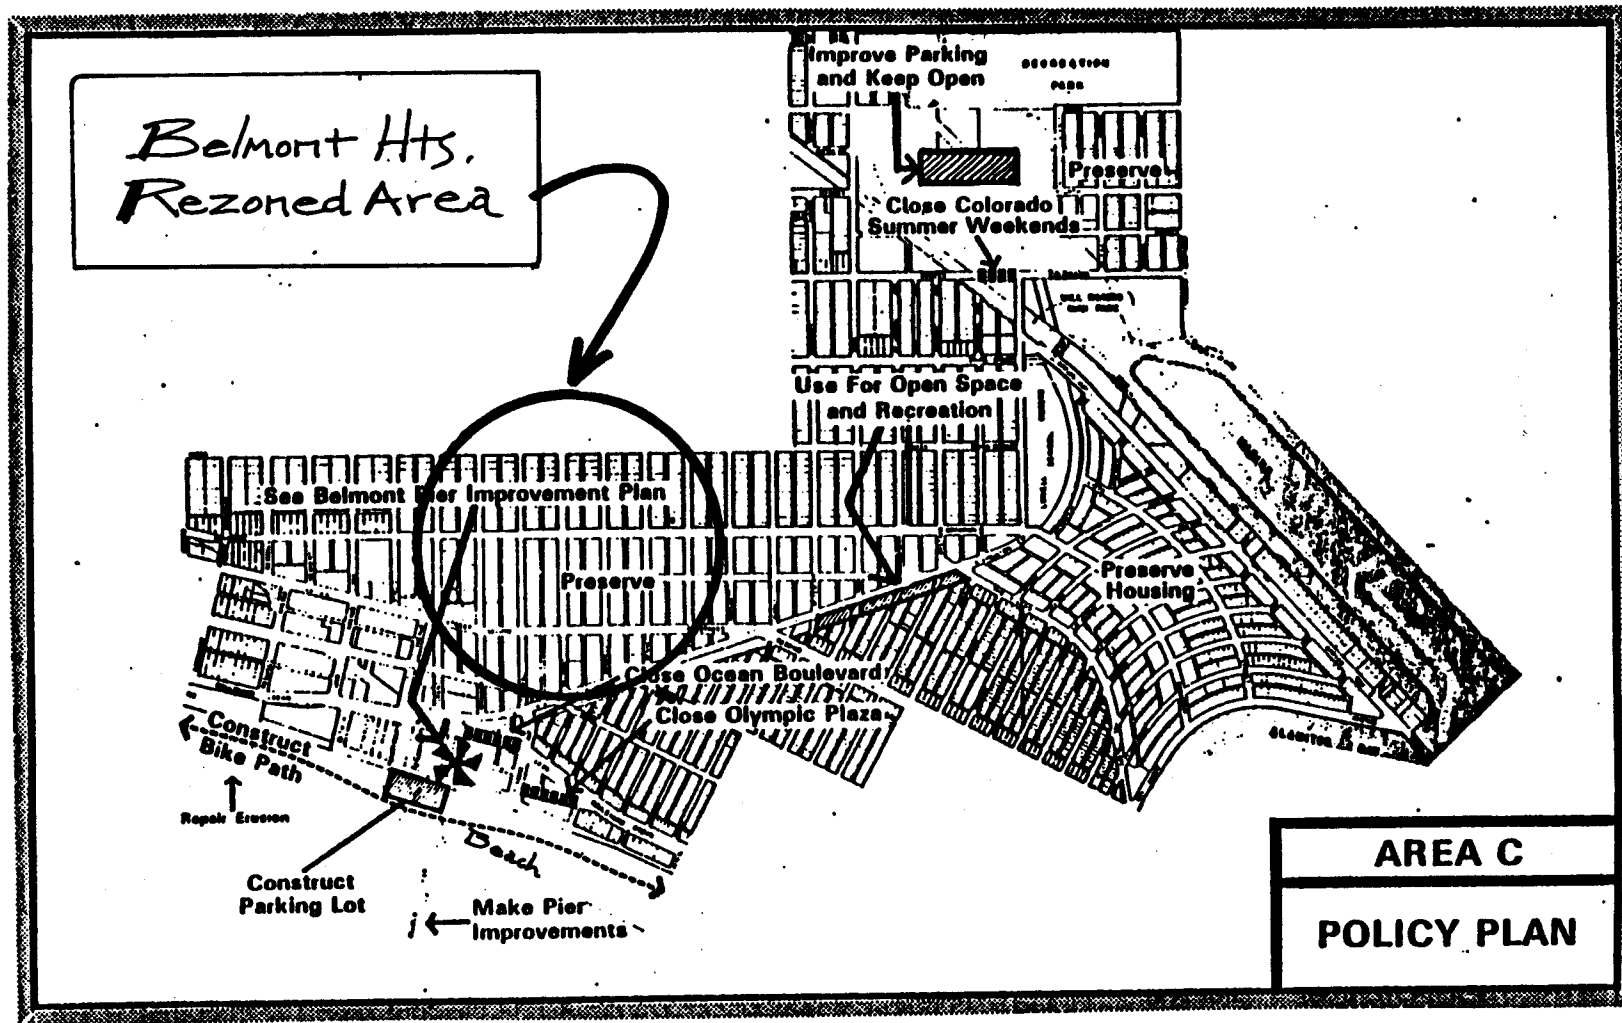 Improve Parking
and Keep Open
RECREATION
PARK
Belmont Hts.
Rezoned Area
Preserve
Close Colorado
Summer Weekends
Use For Open Space
and Recreation
See Belmont Pier Improvement Plan
Preserve
Preserve
Housing
Close Ocean Boulevard
Close Olympic Plaza
Construct
Bike Path
Repair Erosion
Beach
Construct
Parking Lot
Make Pier
Improvements
AREA C
POLICY PLAN